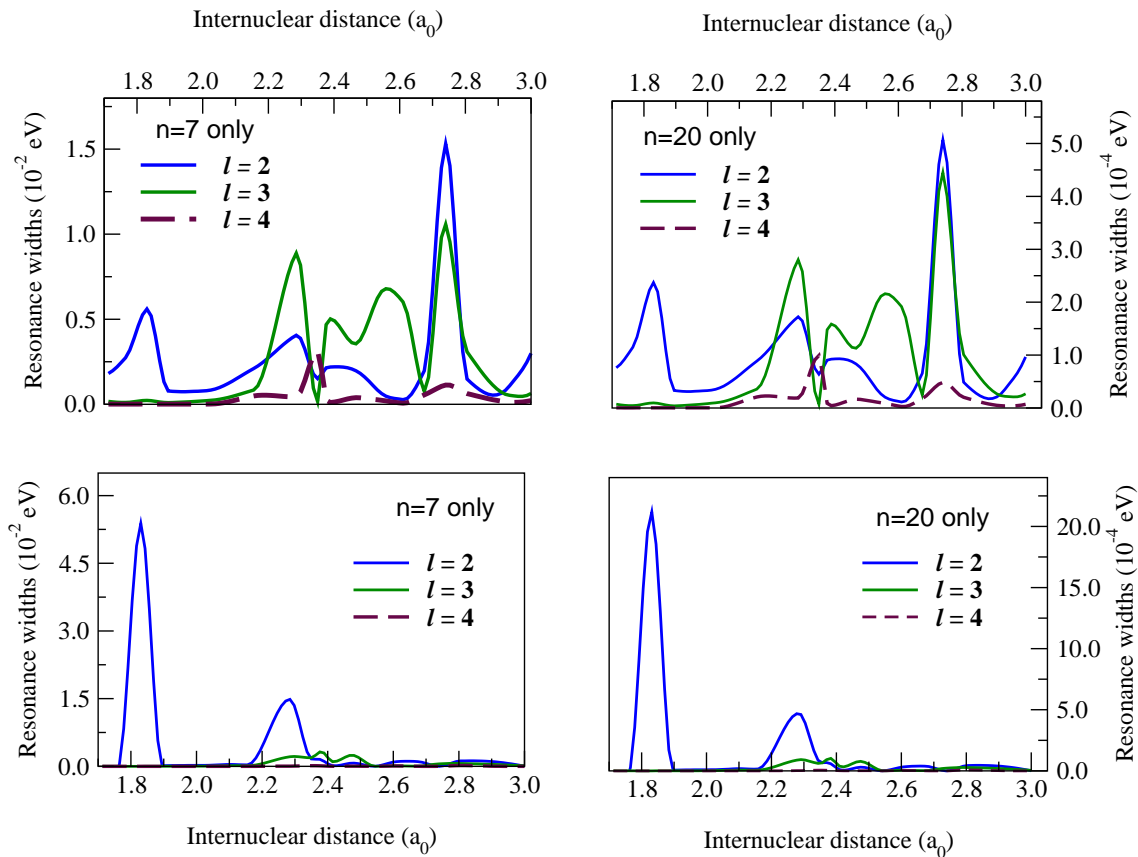 Internuclear distance (a0)
1.8 2.0 2.2 2.4 2.6 2.8 3.0
Resonance widths (10-2 eV)
1.5
1.0
0.5
0.0
n=7 only
l = 2
l = 3
l = 4
Internuclear distance (a0)
1.8 2.0 2.2 2.4 2.6 2.8 3.0
n=20 only
l = 2
l = 3
l = 4
5.0
4.0
3.0
2.0
1.0
0.0
Resonanace widths (10-4 eV)
Resonance widths (10-2 eV)
6.0
4.5
3.0
1.5
0.0
n=7 only
l = 2
l = 3
l = 4
1.8 2.0 2.2 2.4 2.6 2.8 3.0
Internuclear distance (a0)
n=20 only
l = 2
l = 3
l = 4
20.0
15.0
10.0
5.0
0.0
Resonance widths (10-4 eV)
1.8 2.0 2.2 2.4 2.6 2.8 3.0
Internuclear distance (a0)